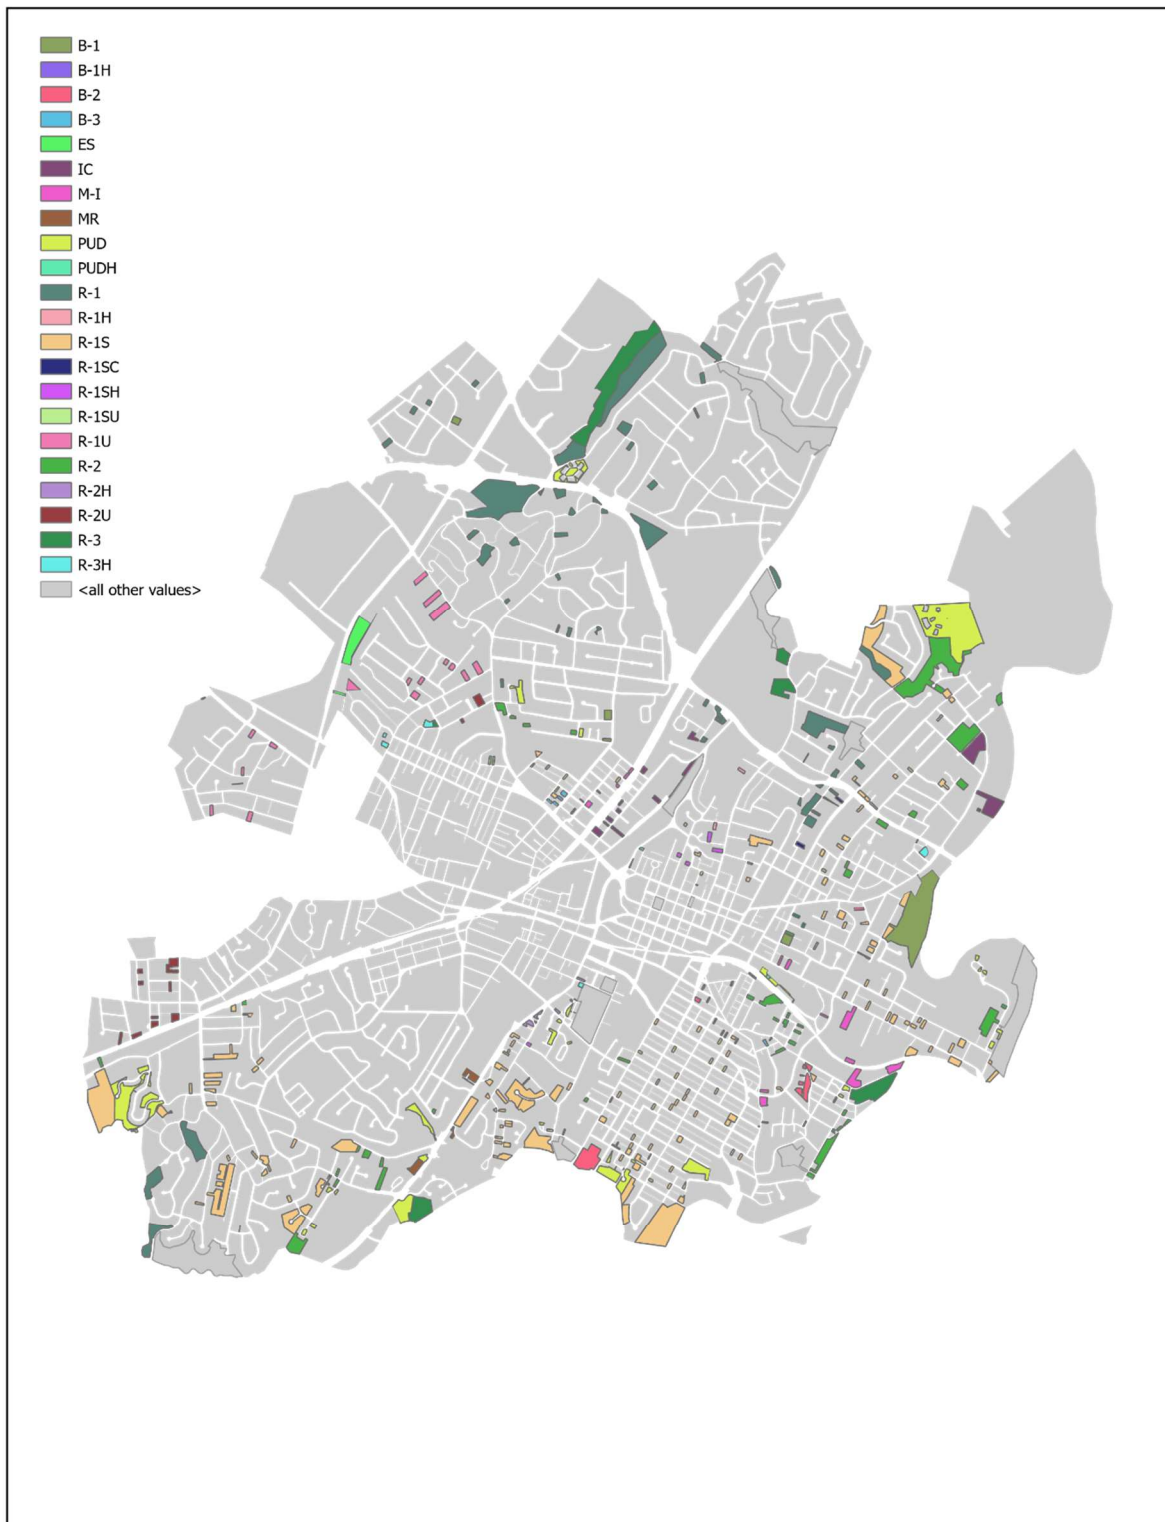 B-1
B-1H
B-2
B-3
ES
IC
M-I
MR
PUD
PUDH
R-1
R-1H
R-1S
R-1SC
R-1SH
R-1SU
R-1U
R-2
R-2H
R-2U
R-3
R-3H
<all other values>